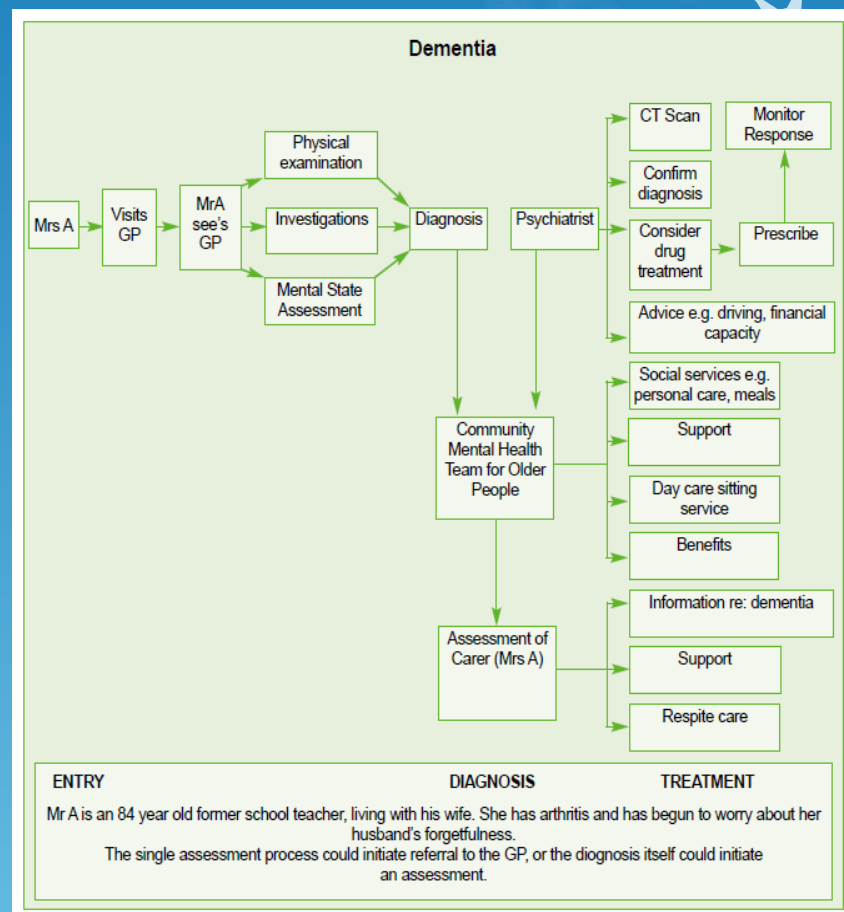 Dementia
Mrs A
Visits
GP
MrA
see's
GP
Physical
examination
Investigations
Mental State
Assessment
Diagnosis
Psychiatrist
CT Scan
Confirm
diagnosis
Consider
drug
treatment
Prescribe
Monitor
Response
Advice e.g. driving, financial
capacity
Community
Mental Health
Team for Older
People
Social services e.g.
personal care, meals
Support
Day care sitting
service
Benefits
Assessment of
Carer (Mrs A)
Information re: dementia
Support
Respite care
ENTRY DIAGNOSIS TREATMENT
Mr A is an 84 year old former school teacher, living with his wife. She has arthritis and has begun to worry about her
husband's forgetfulness.
The single assessment process could initiate referral to the GP, or the diognosis itself could initiate
an assessment.